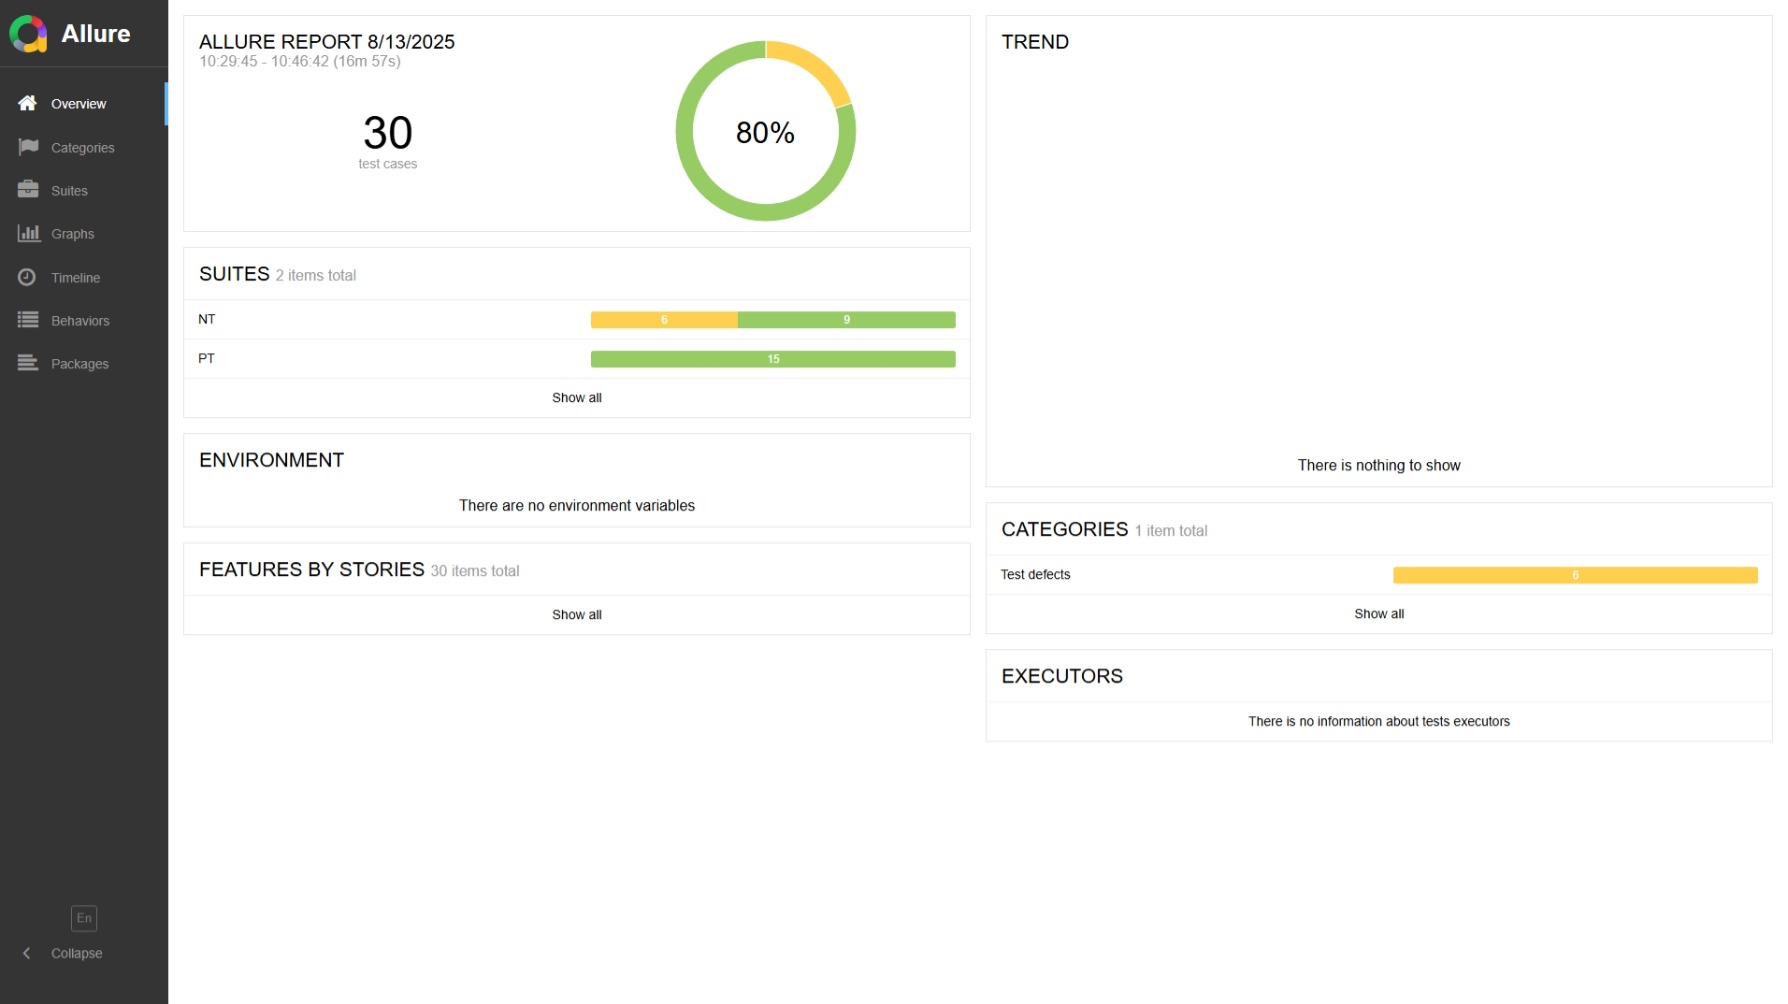 Allure
Overview
Categories
Suites
Graphs
Timeline
Behaviors
Packages
En
Collapse
ALLURE REPORT 8/13/2025
10:29:45 - 10:46:42 (16m 57s)
30
test cases
80%
SUITES 2 items total
NT 6 9
PT 15
Show all
ENVIRONMENT
There are no environment variables
FEATURES BY STORIES 30 items total
Show all
TREND
There is nothing to show
CATEGORIES 1 item total
Test defects 6
Show all
EXECUTORS
There is no information about tests executors